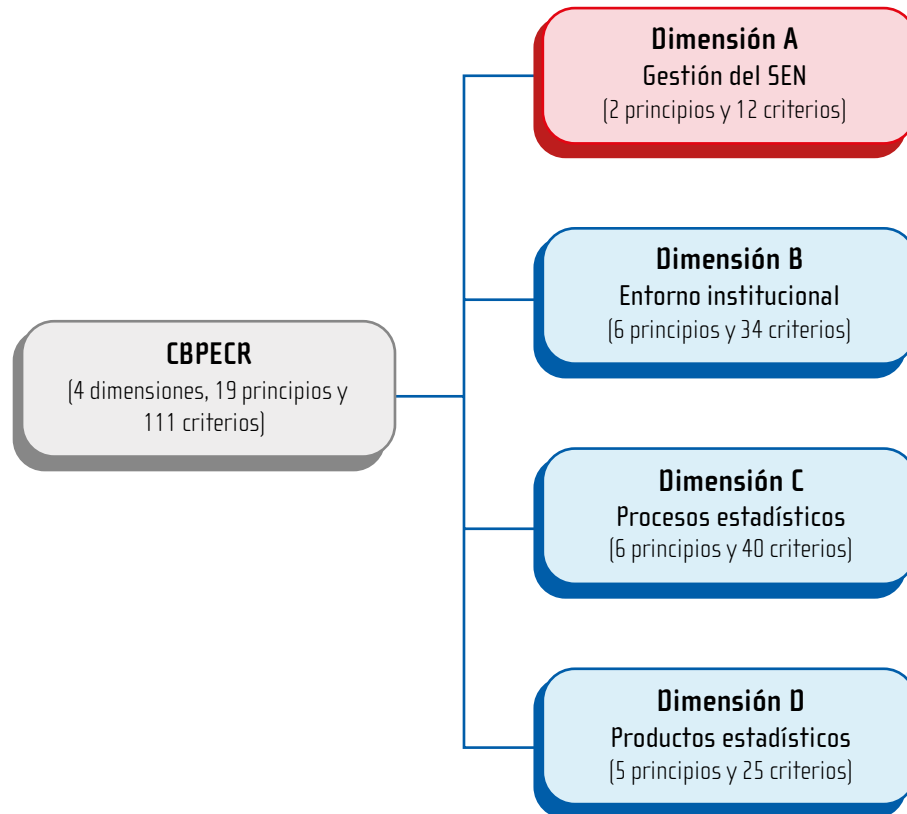 Dimensión A
Gestión del SEN
(2 principios y 12 criterios)
Dimensión B
Entorno institucional
(6 principios y 34 criterios)
CBPECR
(4 dimensiones, 19 principios y
111 criterios)
Dimensión C
Procesos estadísticos
(6 principios y 40 criterios)
Dimensión D
Productos estadísticos
(5 principios y 25 criterios)